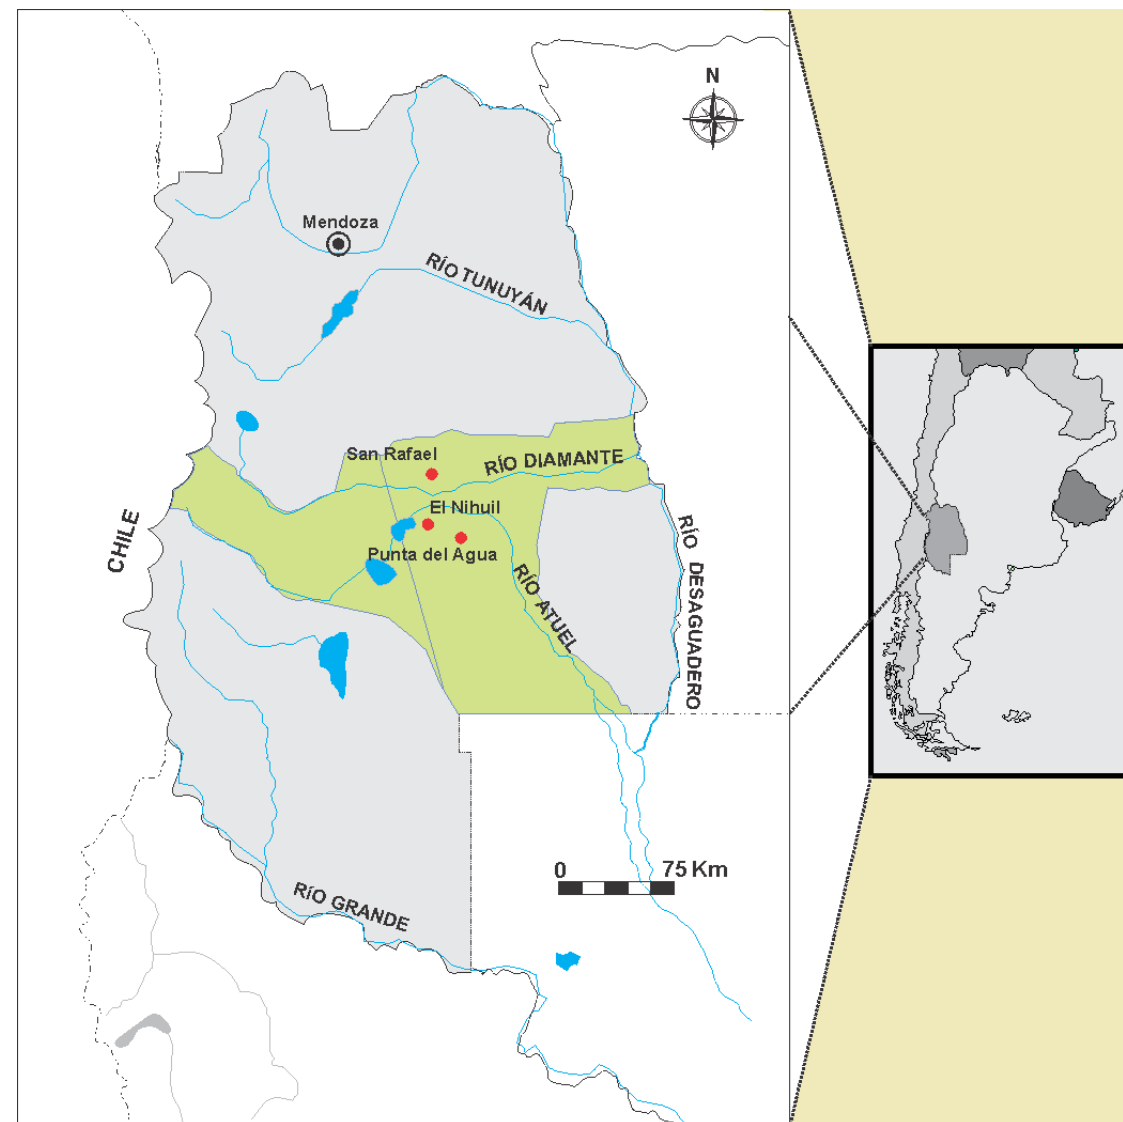 N
Mendoza
RÍO TUNUYÁN
San Rafael
RÍO DIAMANTE
El Nihuil
CHILE
Punta del Agua
RÍO ATUEL
RÍO DESAGUADERO
0 75 Km
RíO GRANDE